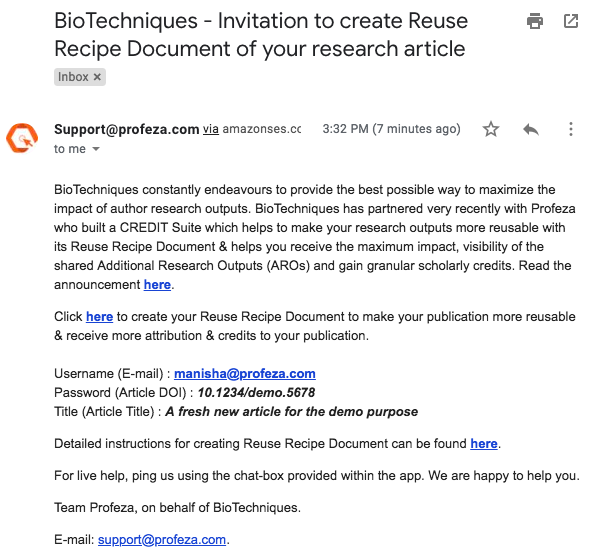 BioTechniques - Invitation to create Reuse
Recipe Document of your research article
Inbox ×
Support@profeza.com via amazonses.cc 3:32 PM (7 minutes ago)
to me
BioTechniques constantly endeavours to provide the best possible way to maximize the
impact of author research outputs. BioTechniques has partnered very recently with Profeza
who built a CREDIT Suite which helps to make your research outputs more reusable with
its Reuse Recipe Document & helps you receive the maximum impact, visibility of the
shared Additional Research Outputs (AROs) and gain granular scholarly credits. Read the
announcement here.
Click here to create your Reuse Recipe Document to make your publication more reusable
& receive more attribution & credits to your publication.
Username (E-mail) : manisha@profeza.com
Password (Article DOI) : 10.1234/demo.5678
Title (Article Title) : A fresh new article for the demo purpose
Detailed instructions for creating Reuse Recipe Document can be found here.
For live help, ping us using the chat-box provided within the app. We are happy to help you.
Team Profeza, on behalf of BioTechniques.
E-mail: support@profeza.com.